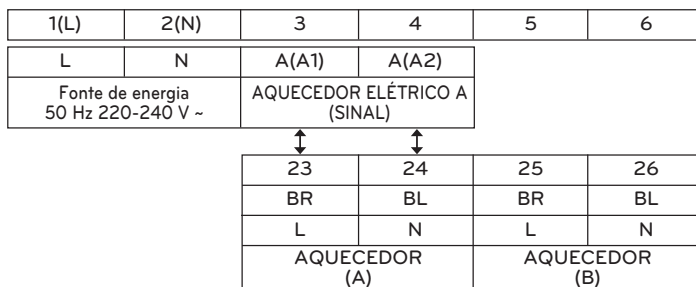 1(L) 2(N) 3 4 5 6
L N A(A1) A(A2)
Fonte de energia AQUECEDOR ELÉTRICO A
50 Hz 220-240 V ~ (SINAL)
23 24 25 26
BR BL BR BL
L N L N
AQUECEDOR AQUECEDOR
(A) (B)